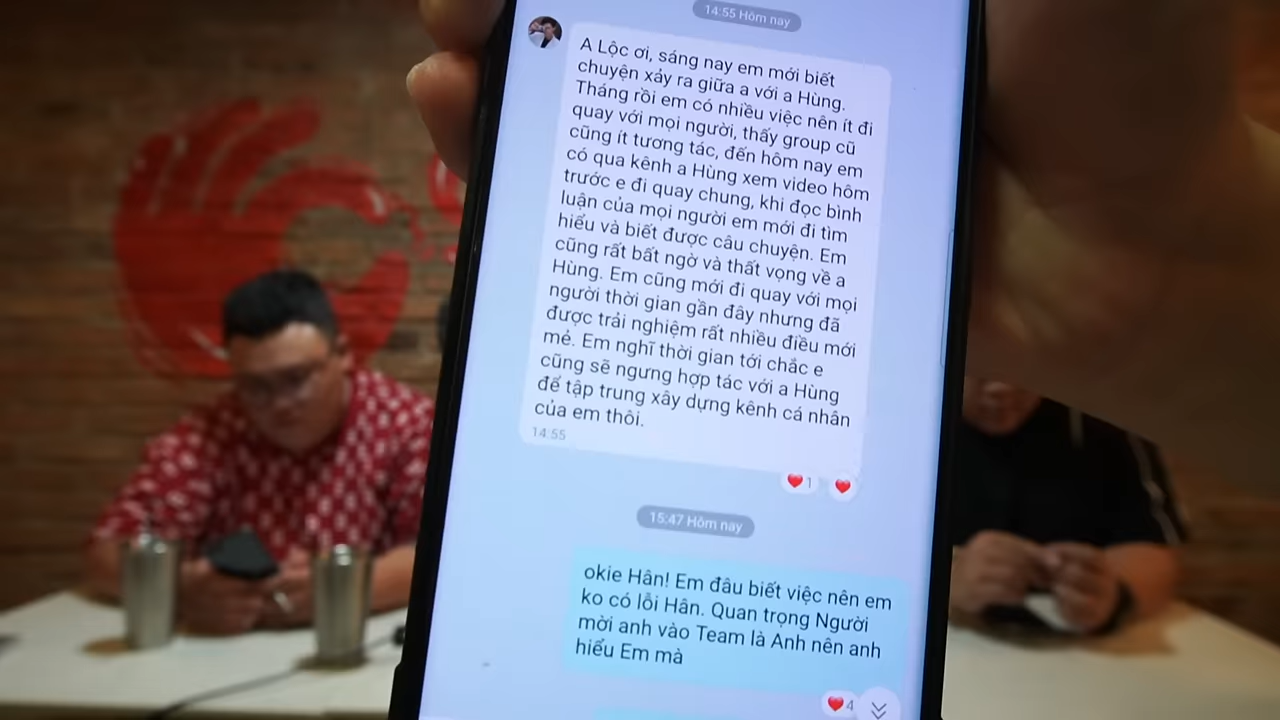 14:55 Hôm nay
A Lộc ơi, sáng nay em mới biết
chuyện xảy ra giữa a với a Hùng.
Tháng rồi em có nhiều việc nên ít đi
quay với mọi người, thấy group cũ
cũng ít tương tác, đến hôm nay em
có qua kênh a Hùng xem video hôm
trước e đi quay chung, khi đọc bình
luận của mọi người em mới đi tìm
hiểu và biết được câu chuyện. Em
cũng rất bất ngờ và thất vọng về a
Hùng. Em cũng mới đi quay với mọi
người thời gian gần đây nhưng đã
được trải nghiệm rất nhiều điều mới
mẻ. Em nghĩ thời gian tới chắc e
cũng sẽ ngưng hợp tác với a Hùng
để tập trung xây dựng kênh cá nhân
của em thôi.
14:55
1
15:47 Hôm nay
okie Hân! Em đâu biết việc nên em
ko có lỗi Hân. Quan trọng Người
mời anh vào Team là Anh nên anh
hiểu Em mà
4